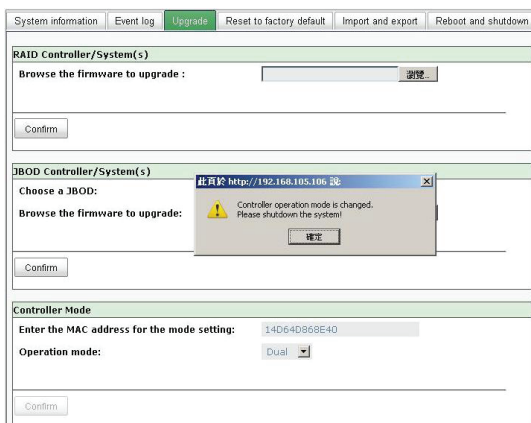 System information Event log Upgrade Reset to factory default Import and export Reboot and shutdown
RAID Controller/System(s)
Browse the firmware to upgrade : 瀏覽...
Confirm
JBOD Controller/System(s)
Choose a JBOD:
Browse the firmware to upgrade:
此頁於 http://192.168.105.106 說:
Controller operation mode is changed.
Please shutdown the system!
確定
Confirm
Controller Mode
Enter the MAC address for the mode setting: 14D64D868E40
Operation mode: Dual
Confirm